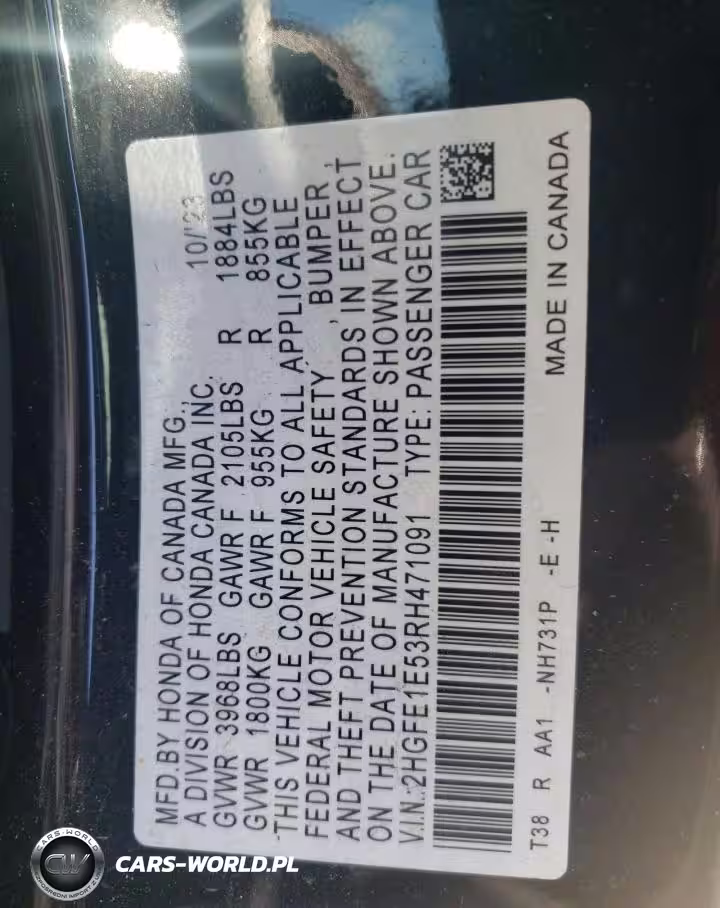 MFD.BY HONDA OF CANADA MFG.,
A DIVISION OF HONDA CANADA INC. 10/'23
GVWR 3968LBS GAWR F 2105LBS R 1884LBS
GVWR 1800KG GAWR F 955KG R 855KG
THIS VEHICLE CONFORMS TO ALL APPLICABLE
FEDERAL MOTOR VEHICLE SAFETY , BUMPER ,
AND THEFT PREVENTION STANDARDS IN EFFECT
ON THE DATE OF MANUFACTURE SHOWN ABOVE.
V.I.N.:2HGFE1E53RH471091 TYPE: PASSENGER CAR
T38 R AA1 -NH731P -E -H MADE IN CANADA
CARS-WORLD
CW
CARS-WORLD.PL